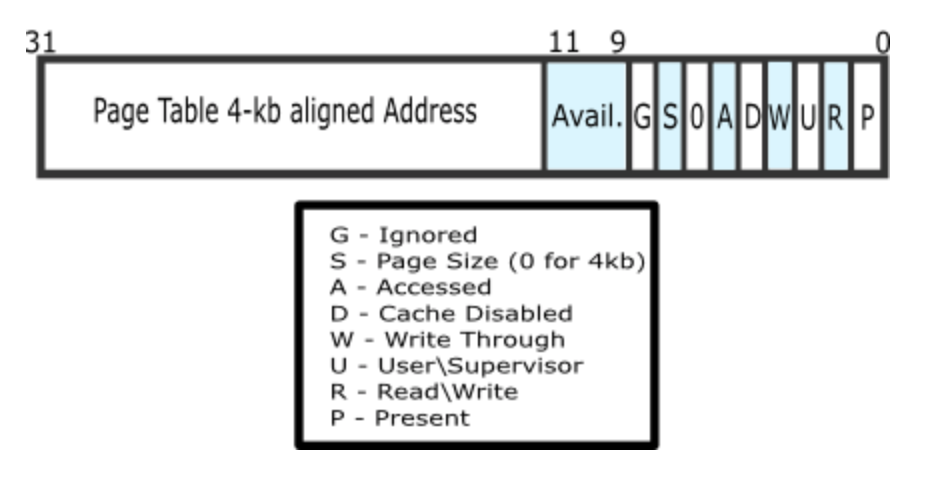 31 11 9 0
Page Table 4-kb aligned Address Avail. G S 0 A D W U R P
G - Ignored
S - Page Size (0 for 4kb)
A - Accessed
D - Cache Disabled
W - Write Through
U - User\Supervisor
R - Read\Write
P - Present